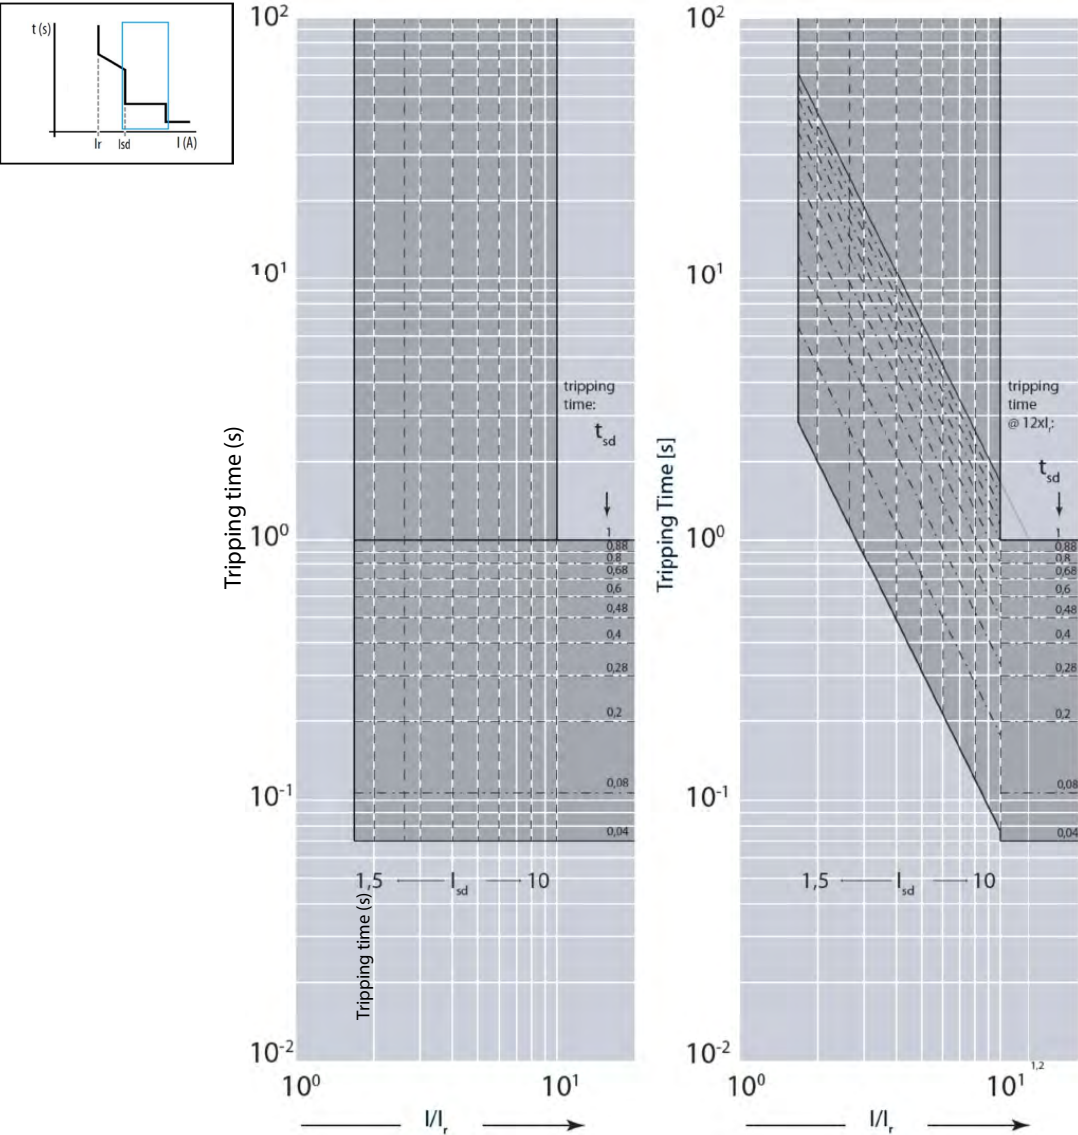 t (s)
Ir
Isd
I (A)
Tripping time (s)
10²
10¹
10⁰
10⁻¹
10⁻²
tripping
time:
tsd
1
0,88
0,8
0,68
0,6
0,48
0,4
0,28
0,2
0,08
0,04
1,5
Isd
10
Tripping time (s)
10⁰
10¹
I/Ir
Tripping Time [s]
10²
10¹
10⁰
10⁻¹
10⁻²
tripping
time
@ 12xIr:
tsd
1
0,88
0,8
0,68
0,6
0,48
0,4
0,28
0,2
0,08
0,04
1,5
Isd
10
10⁰
10¹
1,2
I/Ir